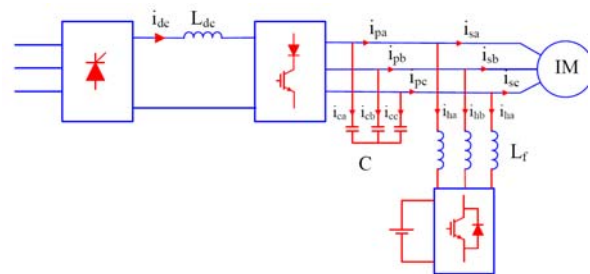 i_dc L_dc i_pa i_sa
i_pb i_sb IM
i_pc i_sc
i_ca i_cb i_cc i_ha i_hb i_ha
C L_f